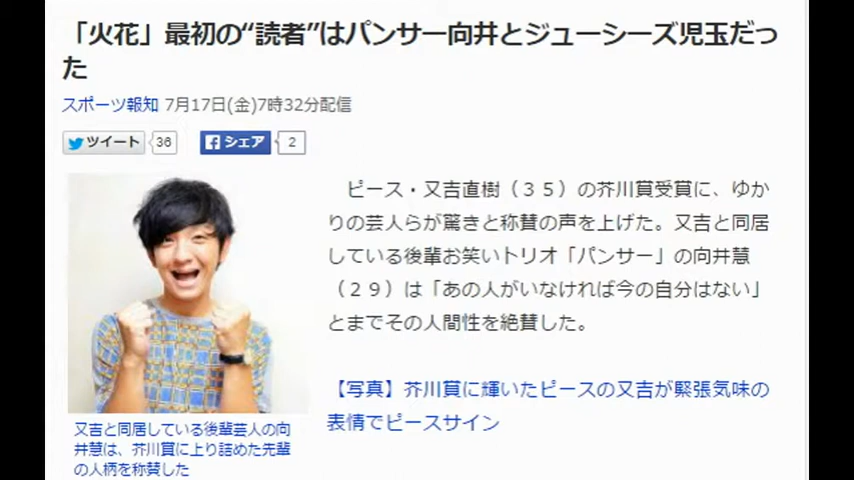 「火花」最初の“読者”はパンサー向井とジューシーズ児玉だっ
た
スポーツ報知 7月17日(金)7時32分配信
ツイート 36 シェア 2
ピース・又吉直樹（３５）の芥川賞受賞に、ゆか
りの芸人らが驚きと称賛の声を上げた。又吉と同居
している後輩お笑いトリオ「パンサー」の向井慧
（２９）は「あの人がいなければ今の自分はない」
とまでその人間性を絶賛した。
【写真】芥川賞に輝いたピースの又吉が緊張気味の
表情でピースサイン
又吉と同居している後輩芸人の向
井慧は、芥川賞に上り詰めた先輩
の人柄を称賛した